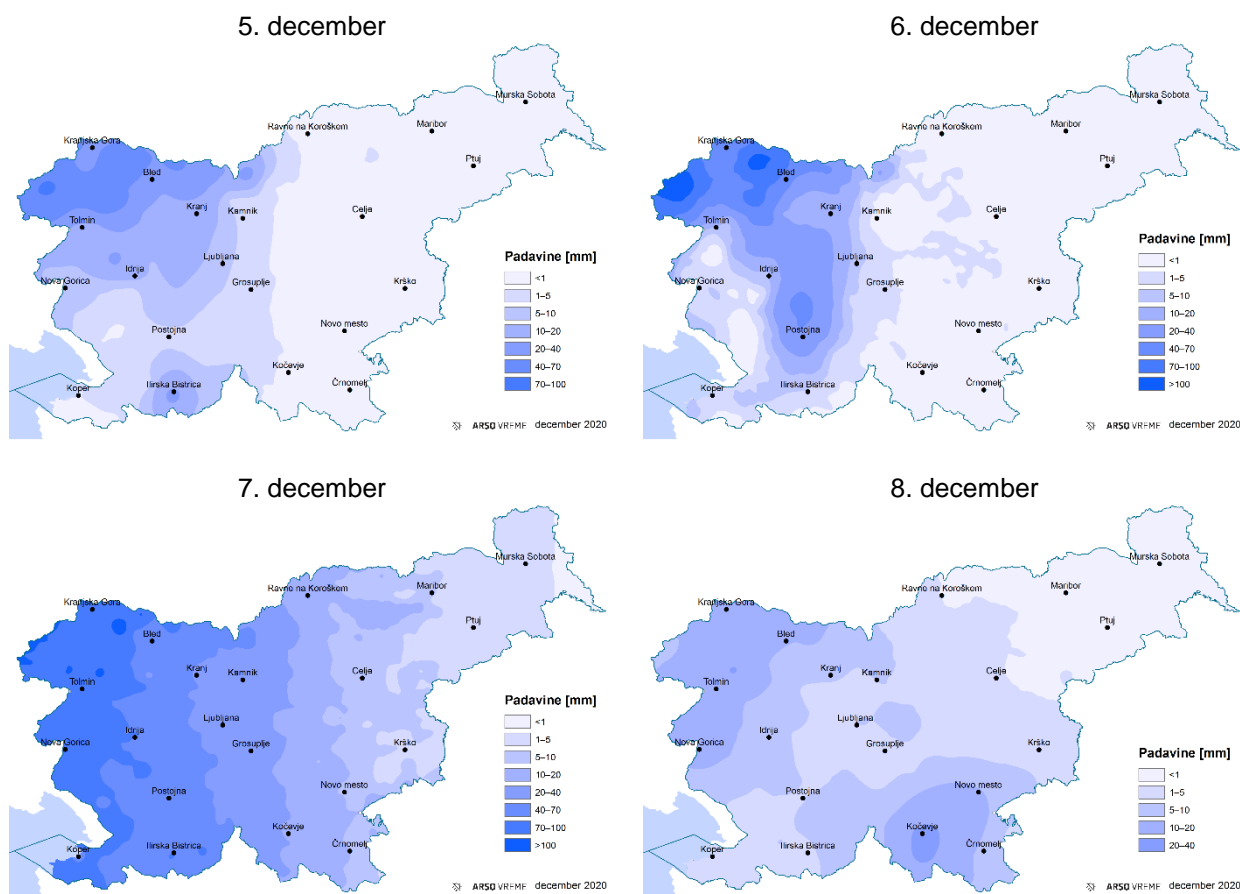 5. december
Murska Sobota
Ravne na Koroškem
Maribor
Kranjska Gora
Ptuj
Bled
Kranj
Kamnik
Celje
Tolmin
Ljubljana
Idrija
Nova Gorica
Grosuplje
Krško
Postojna
Novo mesto
Kočevje
Ilirska Bistrica
Koper
Črnomelj
Padavine [mm]
<1
1–5
5–10
10–20
20–40
40–70
70–100
ARSO VREME december 2020
6. december
Murska Sobota
Ravne na Koroškem
Maribor
Kranjska Gora
Ptuj
Bled
Kranj
Kamnik
Celje
Tolmin
Ljubljana
Idrija
Nova Gorica
Grosuplje
Krško
Postojna
Novo mesto
Kočevje
Ilirska Bistrica
Koper
Črnomelj
Padavine [mm]
<1
1–5
5–10
10–20
20–40
40–70
70–100
>100
ARSO VREME december 2020
7. december
Murska Sobota
Ravne na Koroškem
Maribor
Kranjska Gora
Ptuj
Bled
Kranj
Kamnik
Celje
Tolmin
Ljubljana
Idrija
Nova Gorica
Grosuplje
Krško
Postojna
Novo mesto
Kočevje
Ilirska Bistrica
Koper
Črnomelj
Padavine [mm]
<1
1–5
5–10
10–20
20–40
40–70
70–100
>100
ARSO VREME december 2020
8. december
Murska Sobota
Ravne na Koroškem
Maribor
Kranjska Gora
Ptuj
Bled
Kranj
Kamnik
Celje
Tolmin
Ljubljana
Idrija
Nova Gorica
Grosuplje
Krško
Postojna
Novo mesto
Kočevje
Ilirska Bistrica
Koper
Črnomelj
Padavine [mm]
<1
1–5
5–10
10–20
20–40
ARSO VREME december 2020